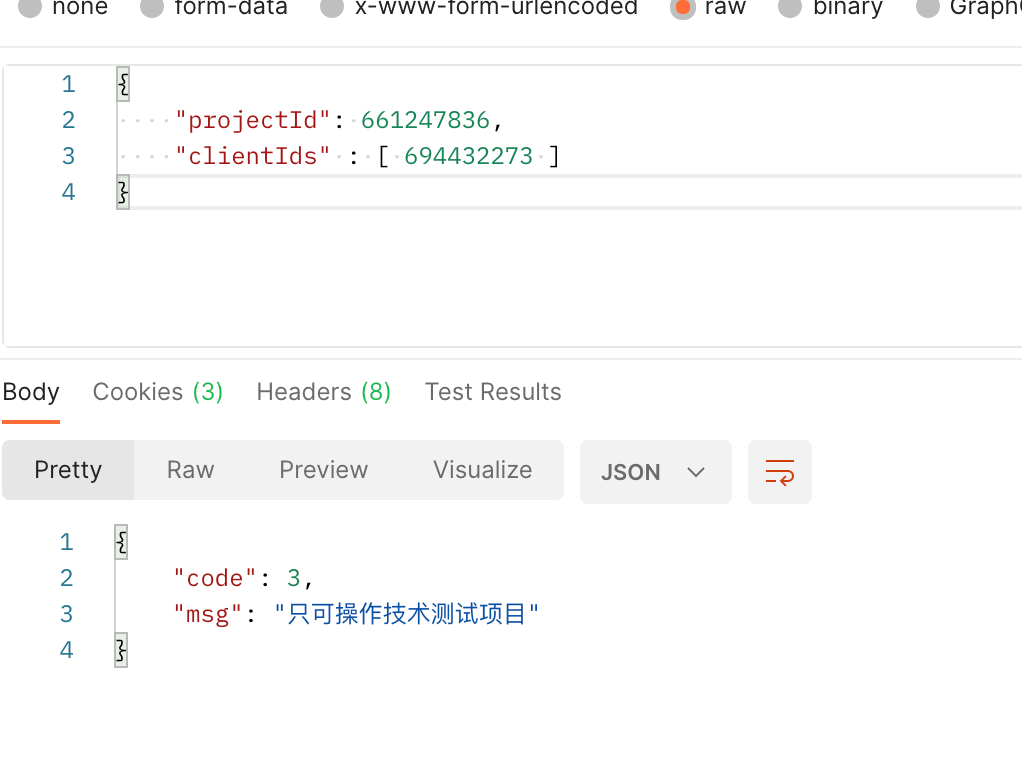 none form-data x-www-form-urlencoded raw binary
1 {
2 "projectId": 661247836,
3 "clientIds" : [ 694432273 ]
4 }
Body Cookies (3) Headers (8) Test Results
Pretty Raw Preview Visualize JSON
1 {
2 "code": 3,
3 "msg": "只可操作技术测试项目"
4 }